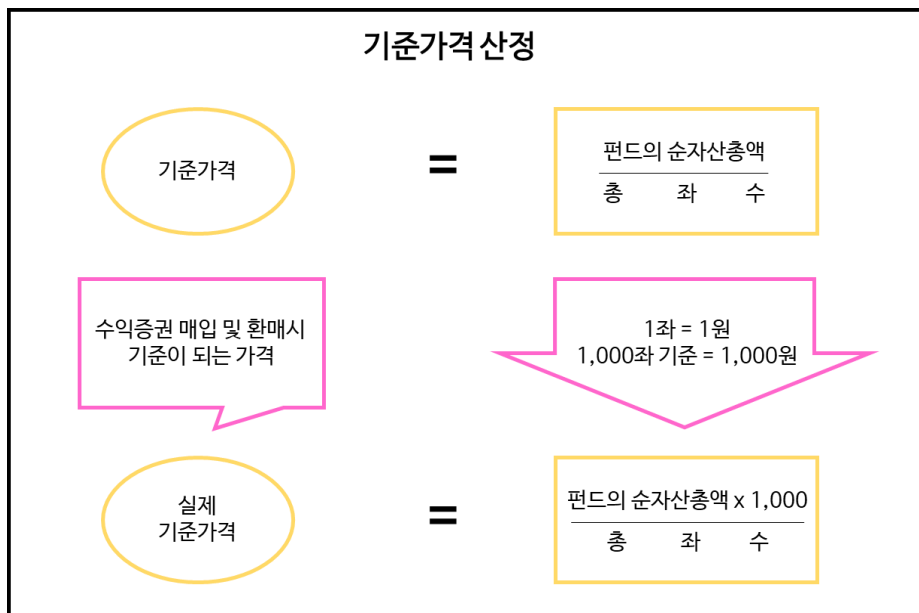 기준가격 산정
기준가격
=
펀드의 순자산총액
총 좌 수
수익증권 매입 및 환매시
기준이 되는 가격
1좌 = 1원
1,000좌 기준 = 1,000원
실제
기준가격
=
펀드의 순자산총액 x 1,000
총 좌 수